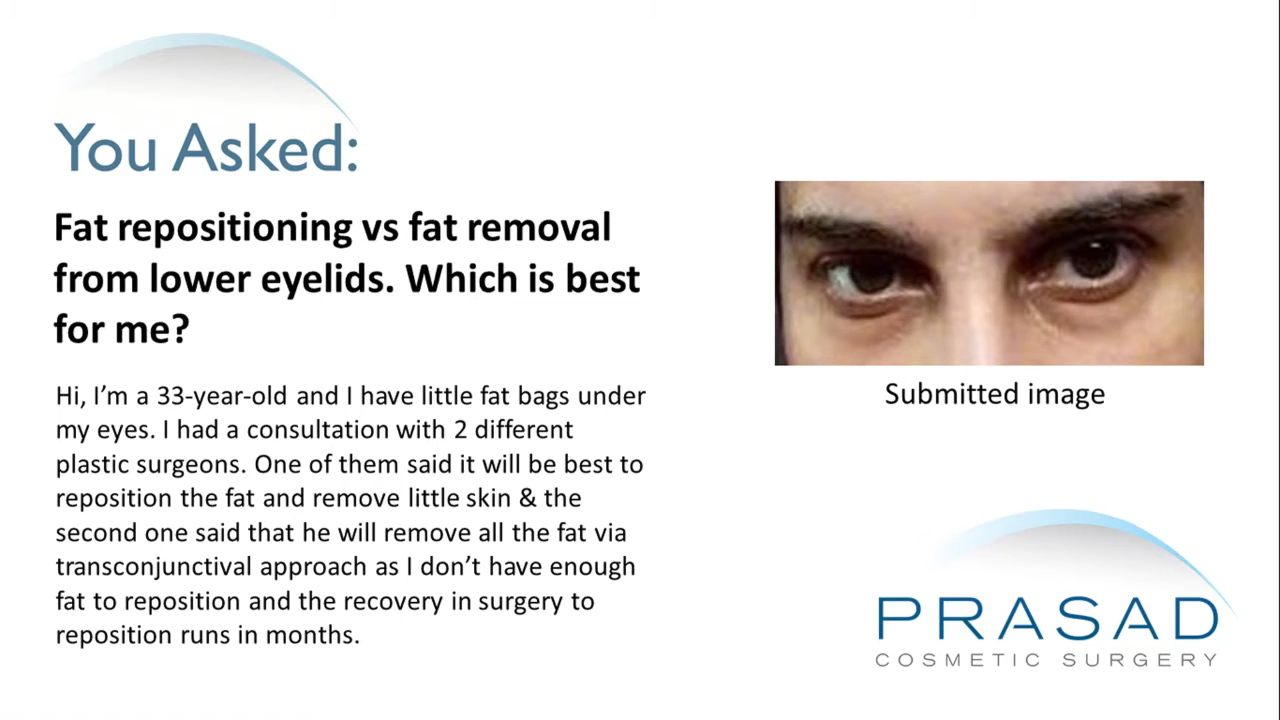 You Asked:
Fat repositioning vs fat removal
from lower eyelids. Which is best
for me?
Hi, I’m a 33-year-old and I have little fat bags under
my eyes. I had a consultation with 2 different
plastic surgeons. One of them said it will be best to
reposition the fat and remove little skin & the
second one said that he will remove all the fat via
transconjunctival approach as I don’t have enough
fat to reposition and the recovery in surgery to
reposition runs in months.
Submitted image
PRASAD
COSMETIC SURGERY